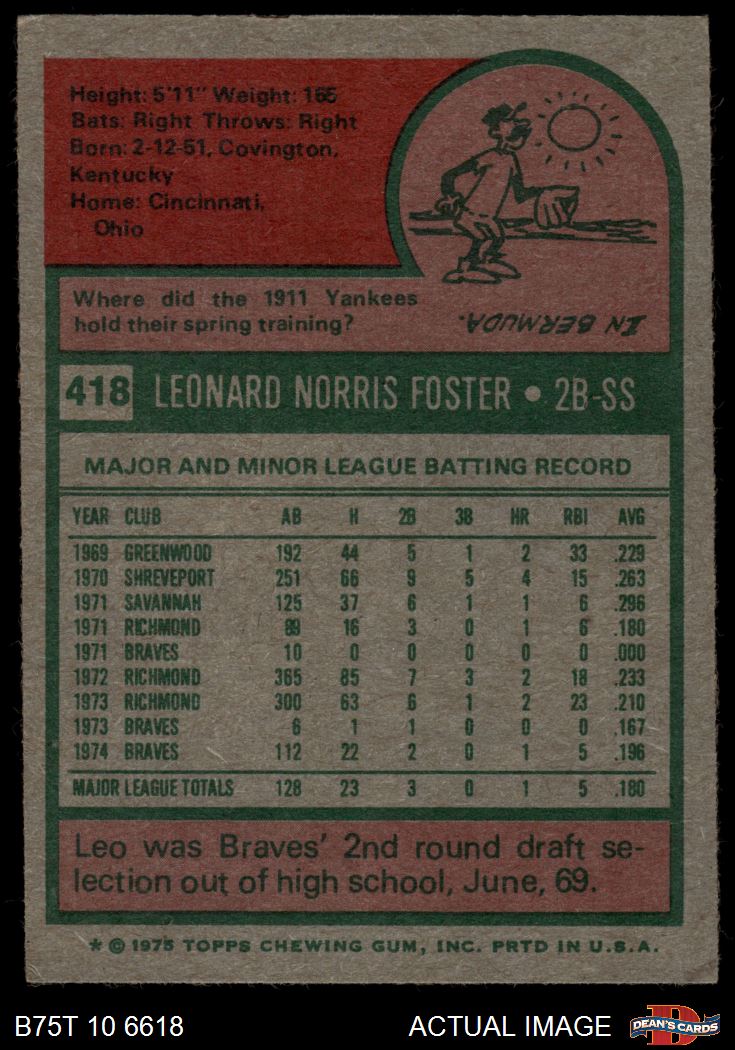 Height: 5'11" Weight: 165
Bats: Right Throws: Right
Born: 2-12-51, Covington,
Kentucky
Home: Cincinnati,
Ohio
Where did the 1911 Yankees
hold their spring training?
IN BERMUDA.
418 LEONARD NORRIS FOSTER • 2B-SS
MAJOR AND MINOR LEAGUE BATTING RECORD
YEAR CLUB AB H 2B 3B HR RBI AVG
1969 GREENWOOD 192 44 5 1 2 33 .229
1970 SHREVEPORT 251 66 9 5 4 15 .263
1971 SAVANNAH 125 37 6 1 1 6 .296
1971 RICHMOND 89 16 3 0 1 6 .180
1971 BRAVES 10 0 0 0 0 0 .000
1972 RICHMOND 365 85 7 3 2 18 .233
1973 RICHMOND 300 63 6 1 2 23 .210
1973 BRAVES 6 1 1 0 0 0 .167
1974 BRAVES 112 22 2 0 1 5 .196
MAJOR LEAGUE TOTALS 128 23 3 0 1 5 .180
Leo was Braves' 2nd round draft se-
lection out of high school, June, 69.
* © 1975 TOPPS CHEWING GUM, INC. PRTD IN U.S.A.
B75T 10 6618 ACTUAL IMAGE DEAN'S CARDS